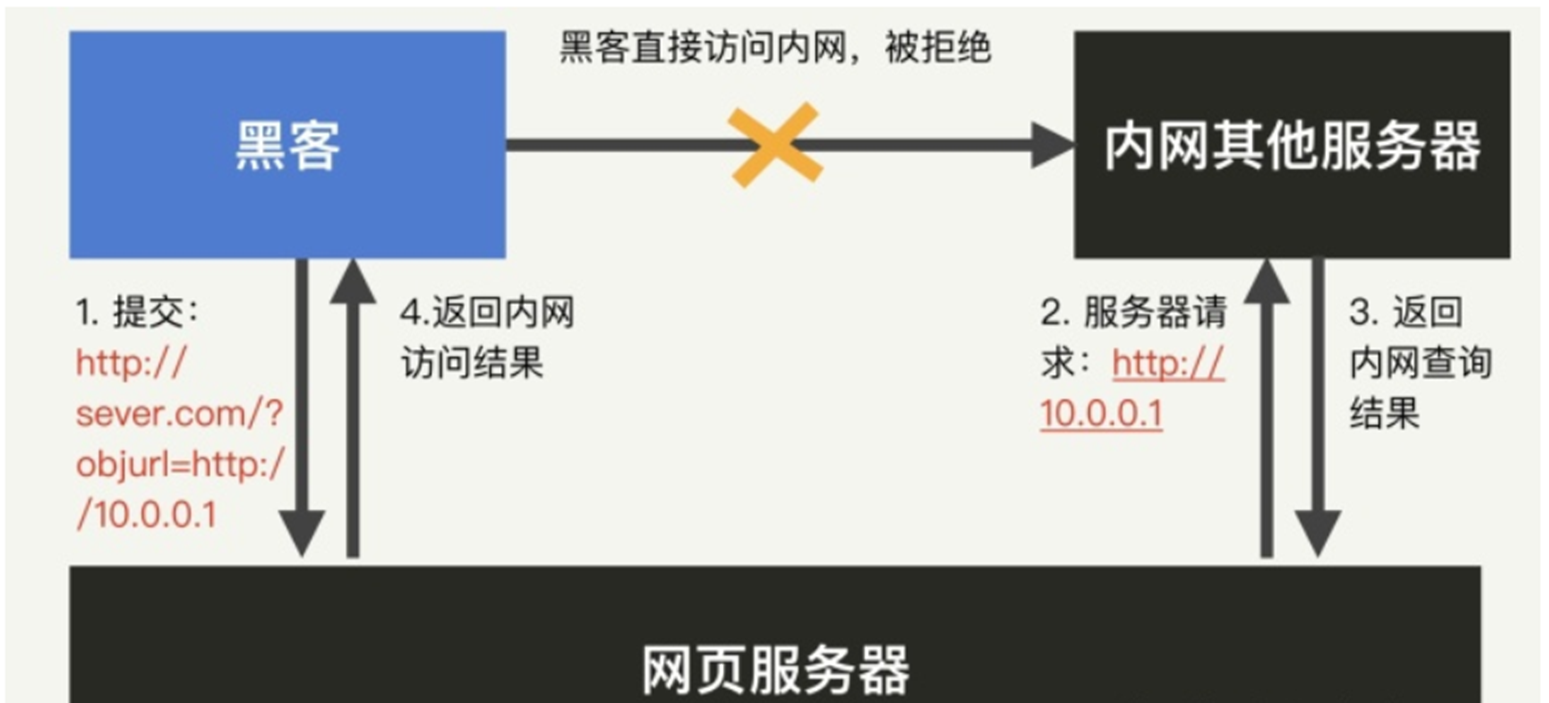 黑客直接访问内网，被拒绝
黑客
内网其他服务器
1. 提交：
http://
sever.com/?
objurl=http:/
/10.0.0.1
4.返回内网
访问结果
2. 服务器请
求：http://
10.0.0.1
3. 返回
内网查询
结果
网页服务器